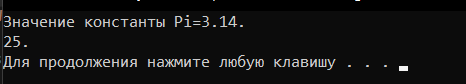 Значение константы Pi=3.14.
25.
Для продолжения нажмите любую клавишу . . .